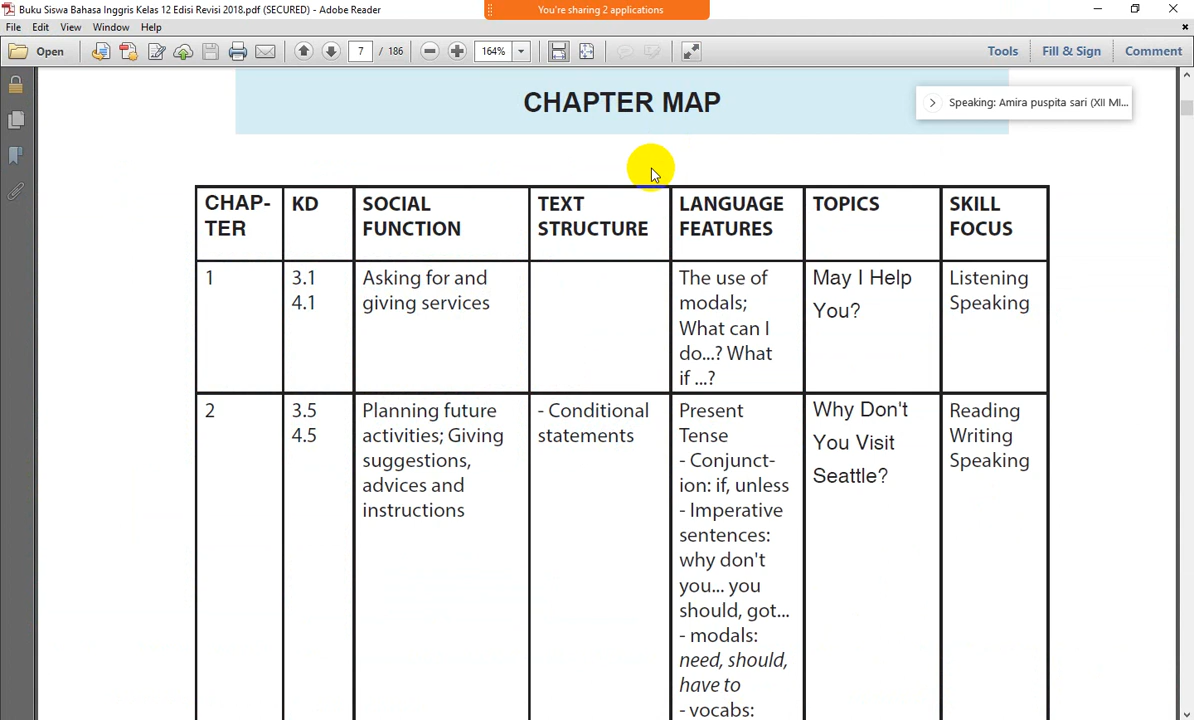 Buku Siswa Bahasa Inggris Kelas 12 Edisi Revisi 2018.pdf (SECURED) - Adobe Reader
You're sharing 2 applications
File Edit View Window Help
Open
7 / 186
164%
Tools Fill & Sign Comment
CHAPTER MAP
Speaking: Amira puspita sari (XII MI...
CHAP-
TER
KD
SOCIAL
FUNCTION
TEXT
STRUCTURE
LANGUAGE
FEATURES
TOPICS
SKILL
FOCUS
1
3.1
4.1
Asking for and
giving services
The use of
modals;
What can I
do...? What
if ...?
May I Help
You?
Listening
Speaking
2
3.5
4.5
Planning future
activities; Giving
suggestions,
advices and
instructions
- Conditional
statements
Present
Tense
- Conjunct-
ion: if, unless
- Imperative
sentences:
why don't
you... you
should, got...
- modals:
need, should,
have to
- vocabs:
Why Don't
You Visit
Seattle?
Reading
Writing
Speaking